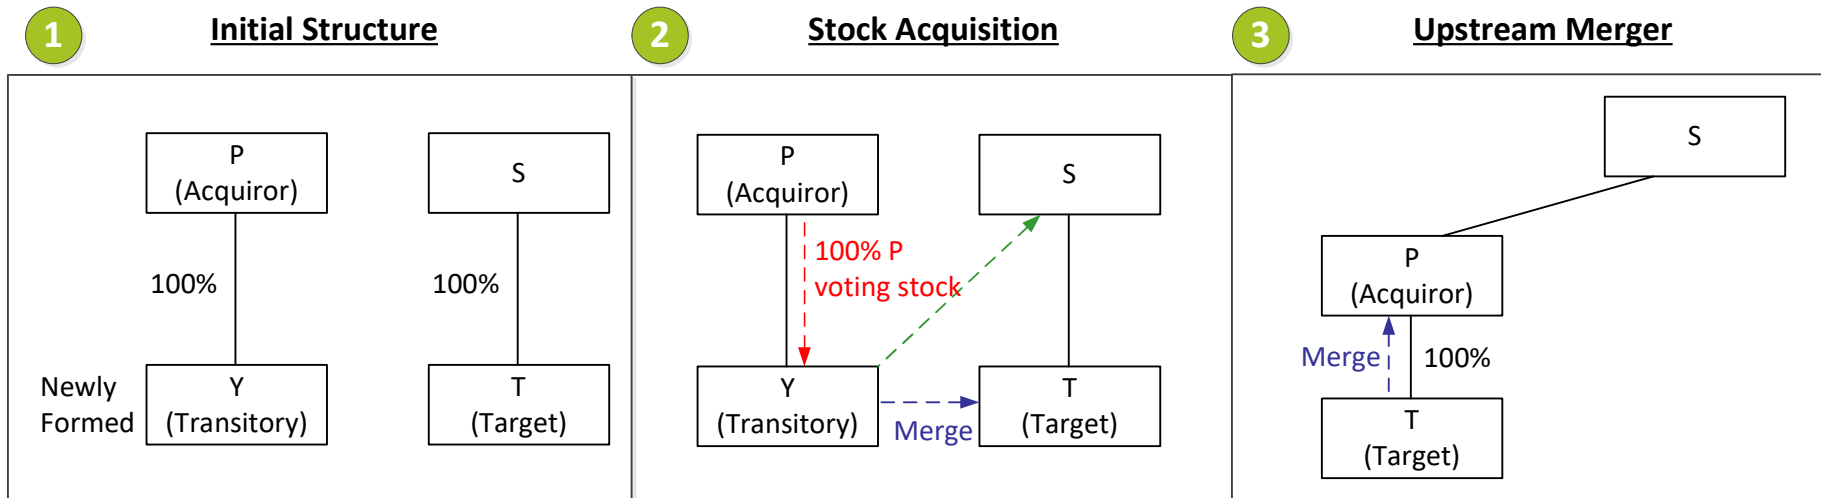 1
Initial Structure
P
(Acquiror)
S
100%
100%
Newly
Formed
Y
(Transitory)
T
(Target)
2
Stock Acquisition
P
(Acquiror)
S
100% P
voting stock
Y
(Transitory)
Merge
T
(Target)
3
Upstream Merger
S
P
(Acquiror)
Merge
100%
T
(Target)